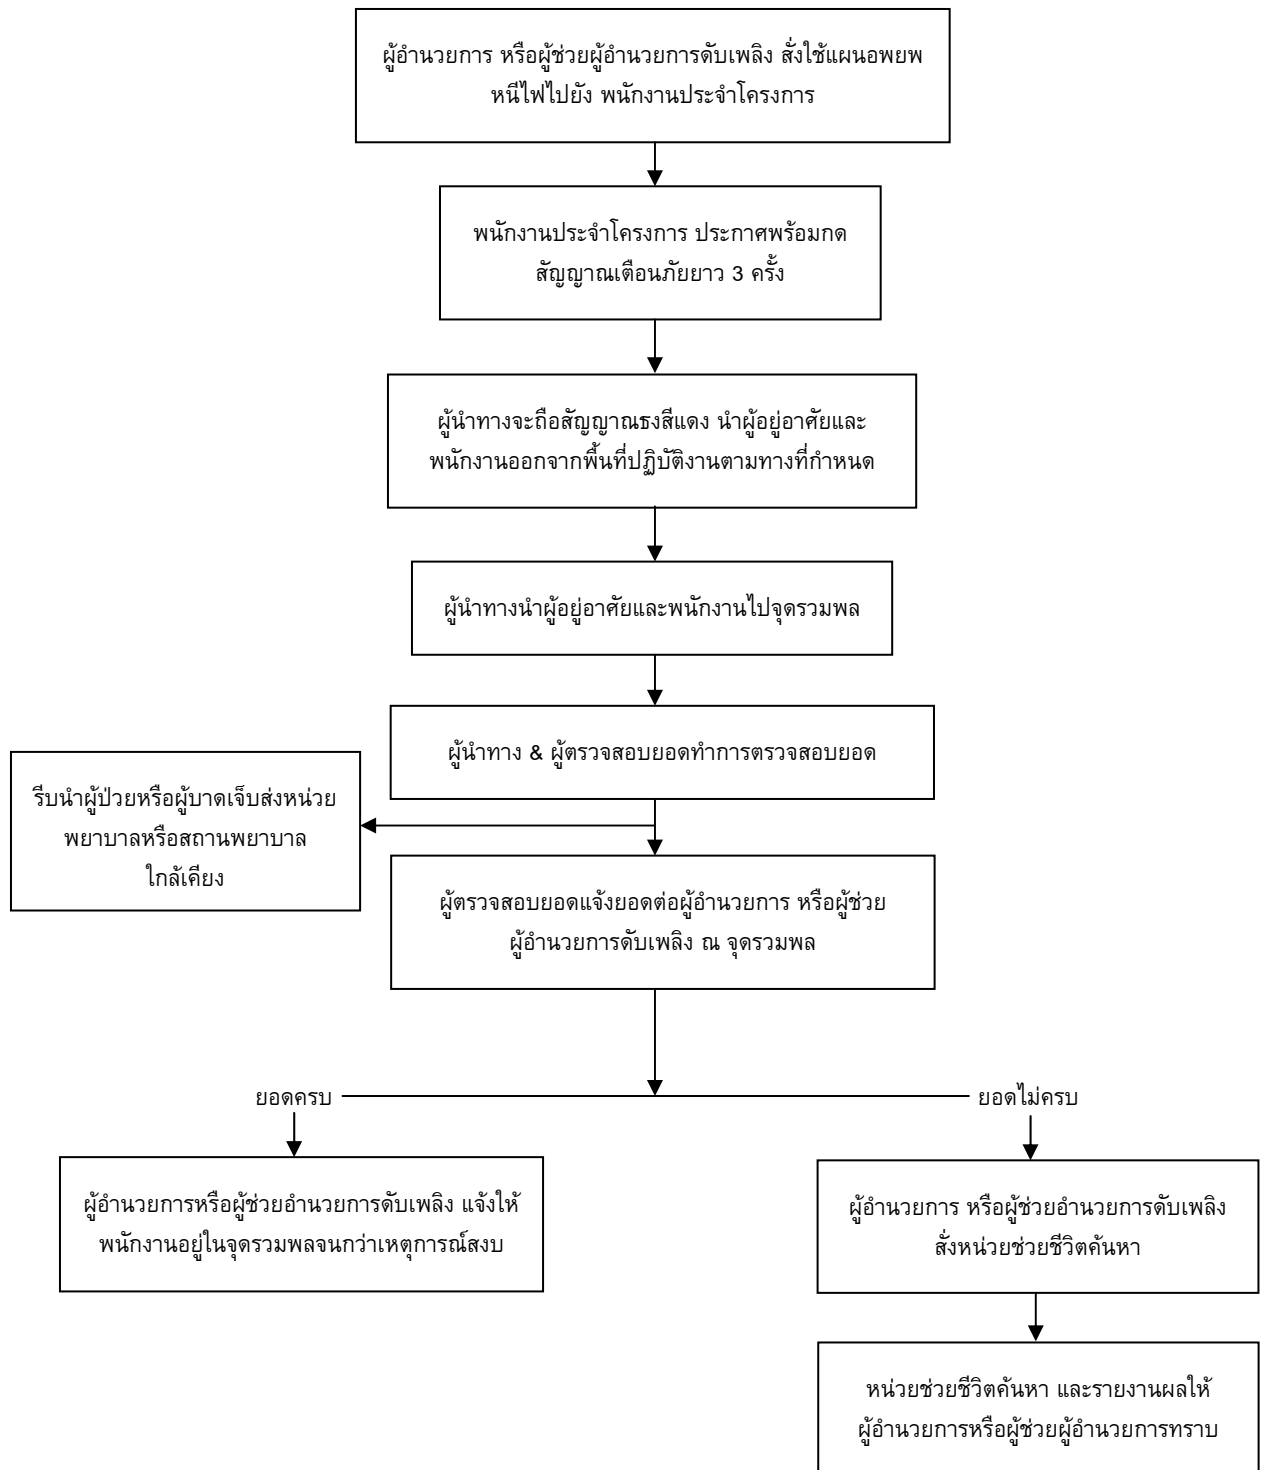 ผู้อำนวยการ หรือผู้ช่วยผู้อำนวยการดับเพลิง สั่งใช้แผนอพยพ
หนีไฟไปยัง พนักงานประจำโครงการ
พนักงานประจำโครงการ ประกาศพร้อมกด
สัญญาณเตือนภัยยาว 3 ครั้ง
ผู้นำทางจะถือสัญญาณธงสีแดง นำผู้อยู่อาศัยและ
พนักงานออกจากพื้นที่ปฏิบัติงานตามทางที่กำหนด
ผู้นำทางนำผู้อยู่อาศัยและพนักงานไปจุดรวมพล
ผู้นำทาง & ผู้ตรวจสอบยอดทำการตรวจสอบยอด
รีบนำผู้ป่วยหรือผู้บาดเจ็บส่งหน่วย
พยาบาลหรือสถานพยาบาล
ใกล้เคียง
ผู้ตรวจสอบยอดแจ้งยอดต่อผู้อำนวยการ หรือผู้ช่วย
ผู้อำนวยการดับเพลิง ณ จุดรวมพล
ยอดครบ
ยอดไม่ครบ
ผู้อำนวยการหรือผู้ช่วยอำนวยการดับเพลิง แจ้งให้
พนักงานอยู่ในจุดรวมพลจนกว่าเหตุการณ์สงบ
ผู้อำนวยการ หรือผู้ช่วยอำนวยการดับเพลิง
สั่งหน่วยช่วยชีวิตค้นหา
หน่วยช่วยชีวิตค้นหา และรายงานผลให้
ผู้อำนวยการหรือผู้ช่วยผู้อำนวยการทราบ